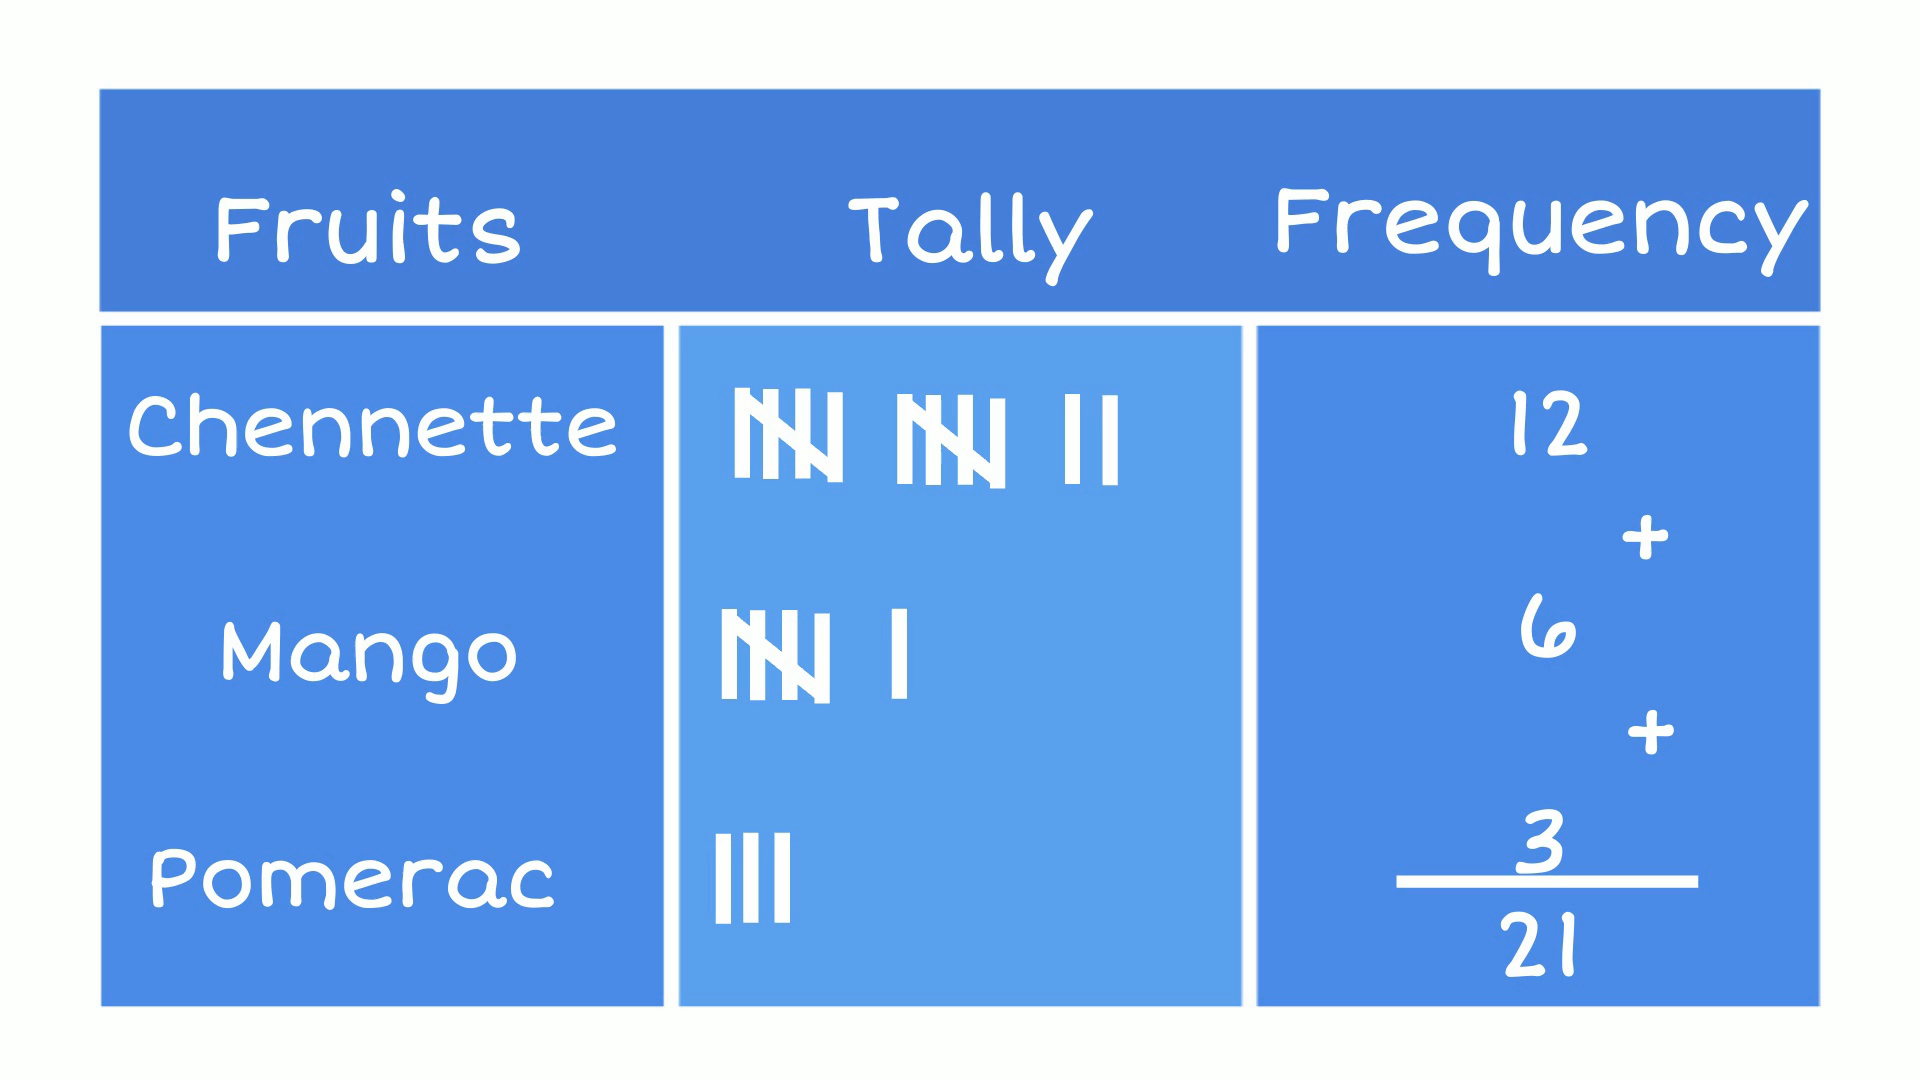 Fruits Tally Frequency
Chennette 12
+
Mango 6
+
Pomerac 3
21